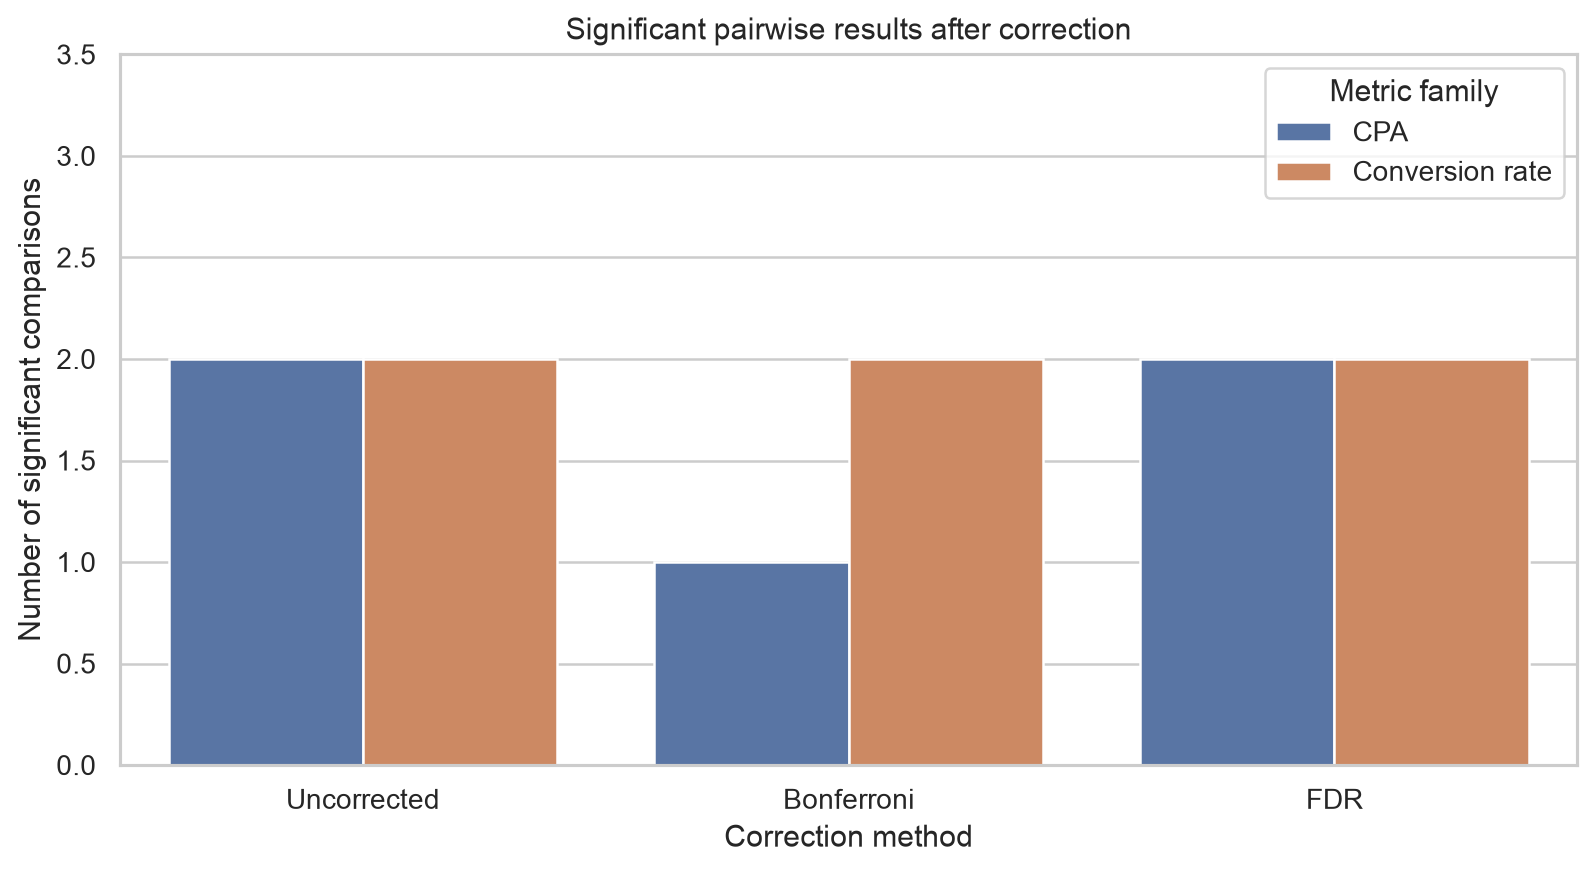 Significant pairwise results after correction
Metric family
CPA
Conversion rate
Number of significant comparisons
3.5
3.0
2.5
2.0
1.5
1.0
0.5
0.0
Uncorrected
Bonferroni
FDR
Correction method